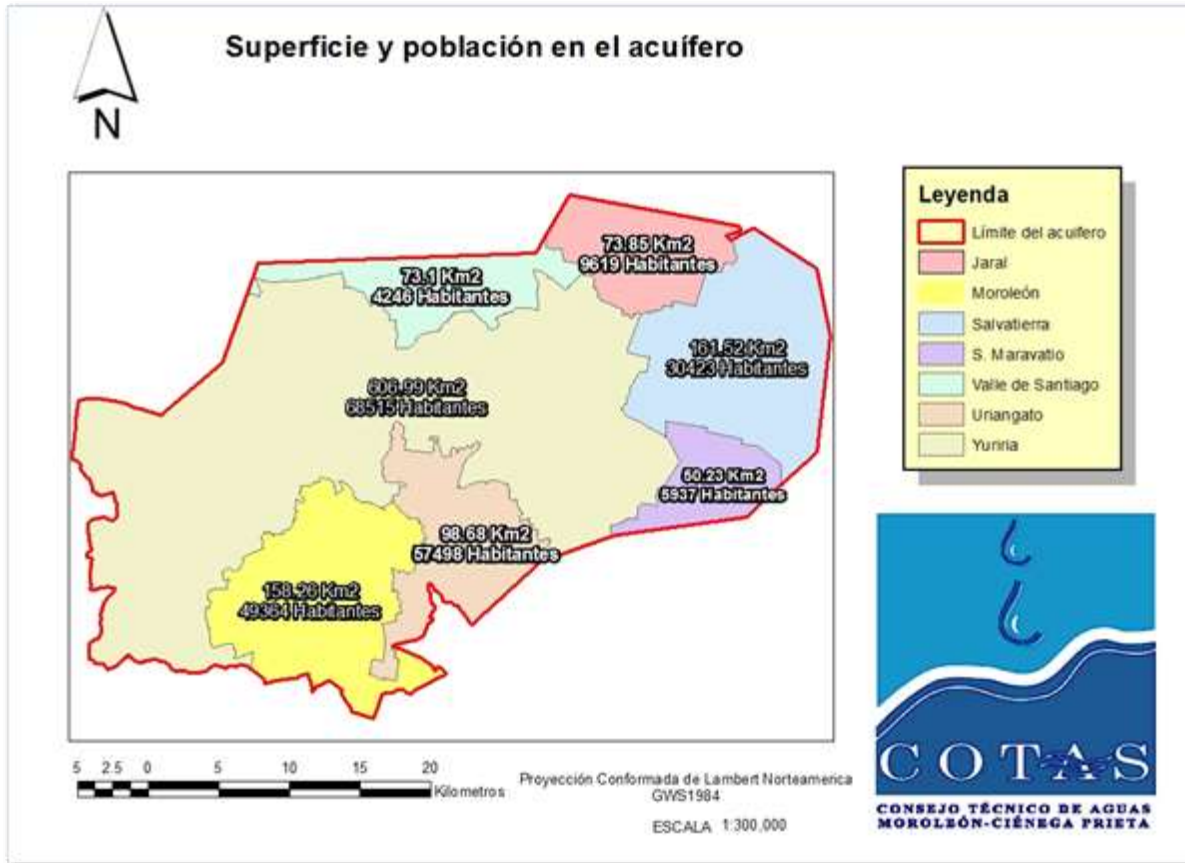 Superficie y población en el acuífero
N
73.85 Km2
9619 Habitantes
73.1 Km2
4246 Habitantes
161.52 Km2
30423 Habitantes
606.99 Km2
68515 Habitantes
50.23 Km2
5937 Habitantes
98.68 Km2
57498 Habitantes
158.26 Km2
49364 Habitantes
Leyenda
Límite del acuífero
Jaral
Moroleón
Salvatierra
S. Maravatio
Valle de Santiago
Uriangato
Yuriria
5 2.5 0 5 10 15 20
Kilometros
Proyección Conformada de Lambert Norteamerica
GWS1984
ESCALA 1:300,000
COTAS
CONSEJO TÉCNICO DE AGUAS
MOROLEÓN-CIÉNEGA PRIETA